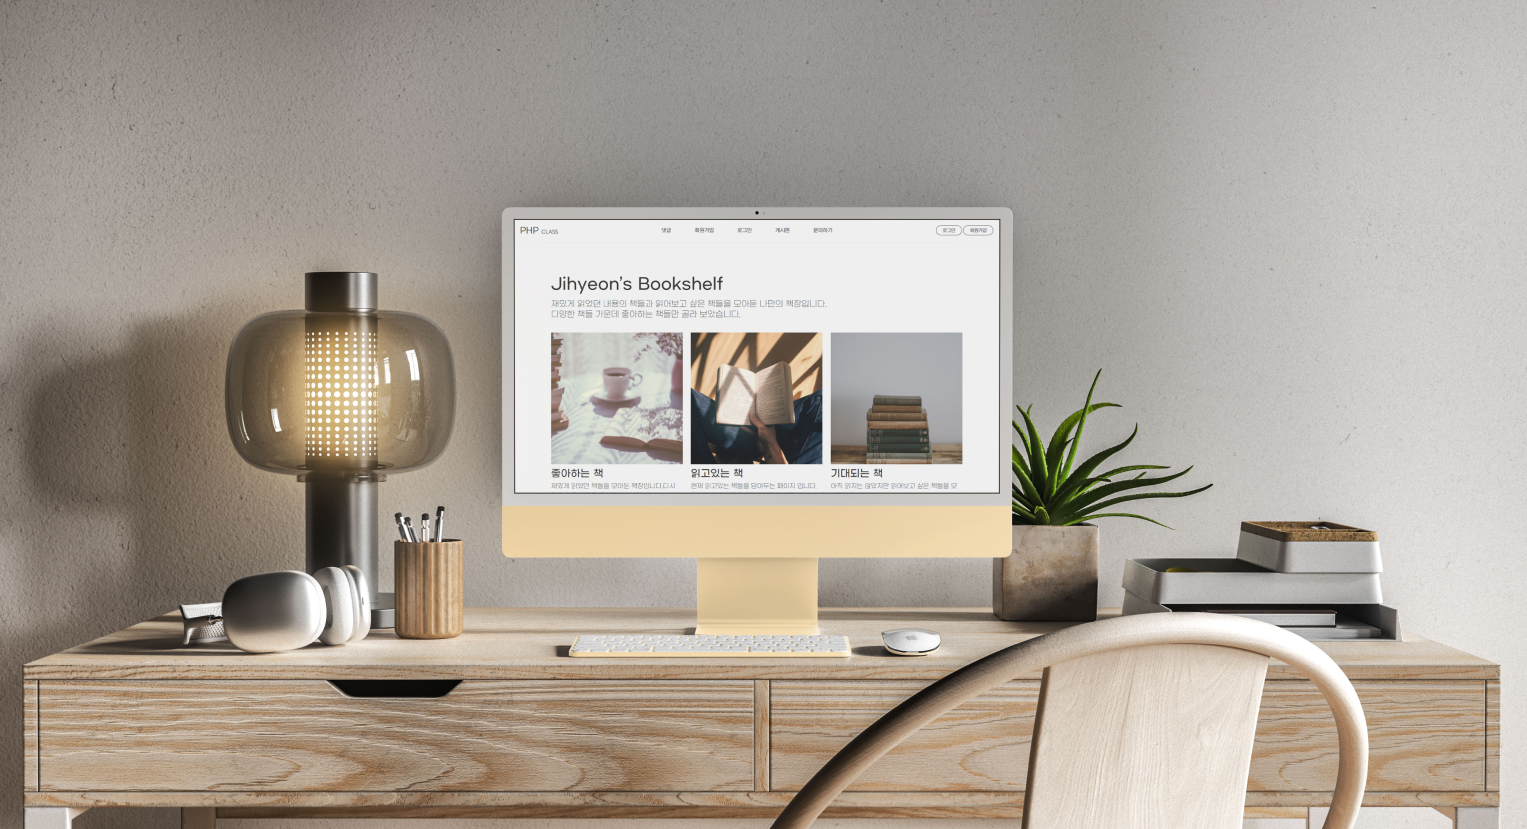 PHP CLASS
댓글 회원가입 로그인 게시판 문의하기
로그인 회원가입
Jihyeon's Bookshelf
재밌게 읽었던 내용의 책들과 읽어보고 싶은 책들을 모아둔 나만의 책장입니다.
다양한 책들 가운데 좋아하는 책들만 골라 보았습니다.
좋아하는 책
재밌게 읽었던 책들을 모아둔 책장입니다.다시
읽고있는 책
현재 읽고있는 책들을 담아두는 페이지 입니다.
기대되는 책
아직 읽지는 않았지만 읽어보고 싶은 책들을 모